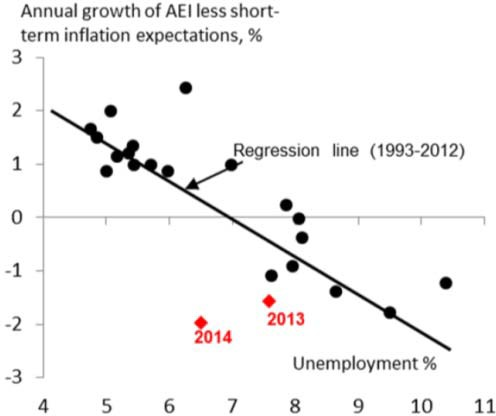 Annual growth of AEI less short-
term inflation expectations, %
3
2
1
0
-1
-2
-3
Regression line (1993-2012)
2013
2014
Unemployment %
4 5 6 7 8 9 10 11